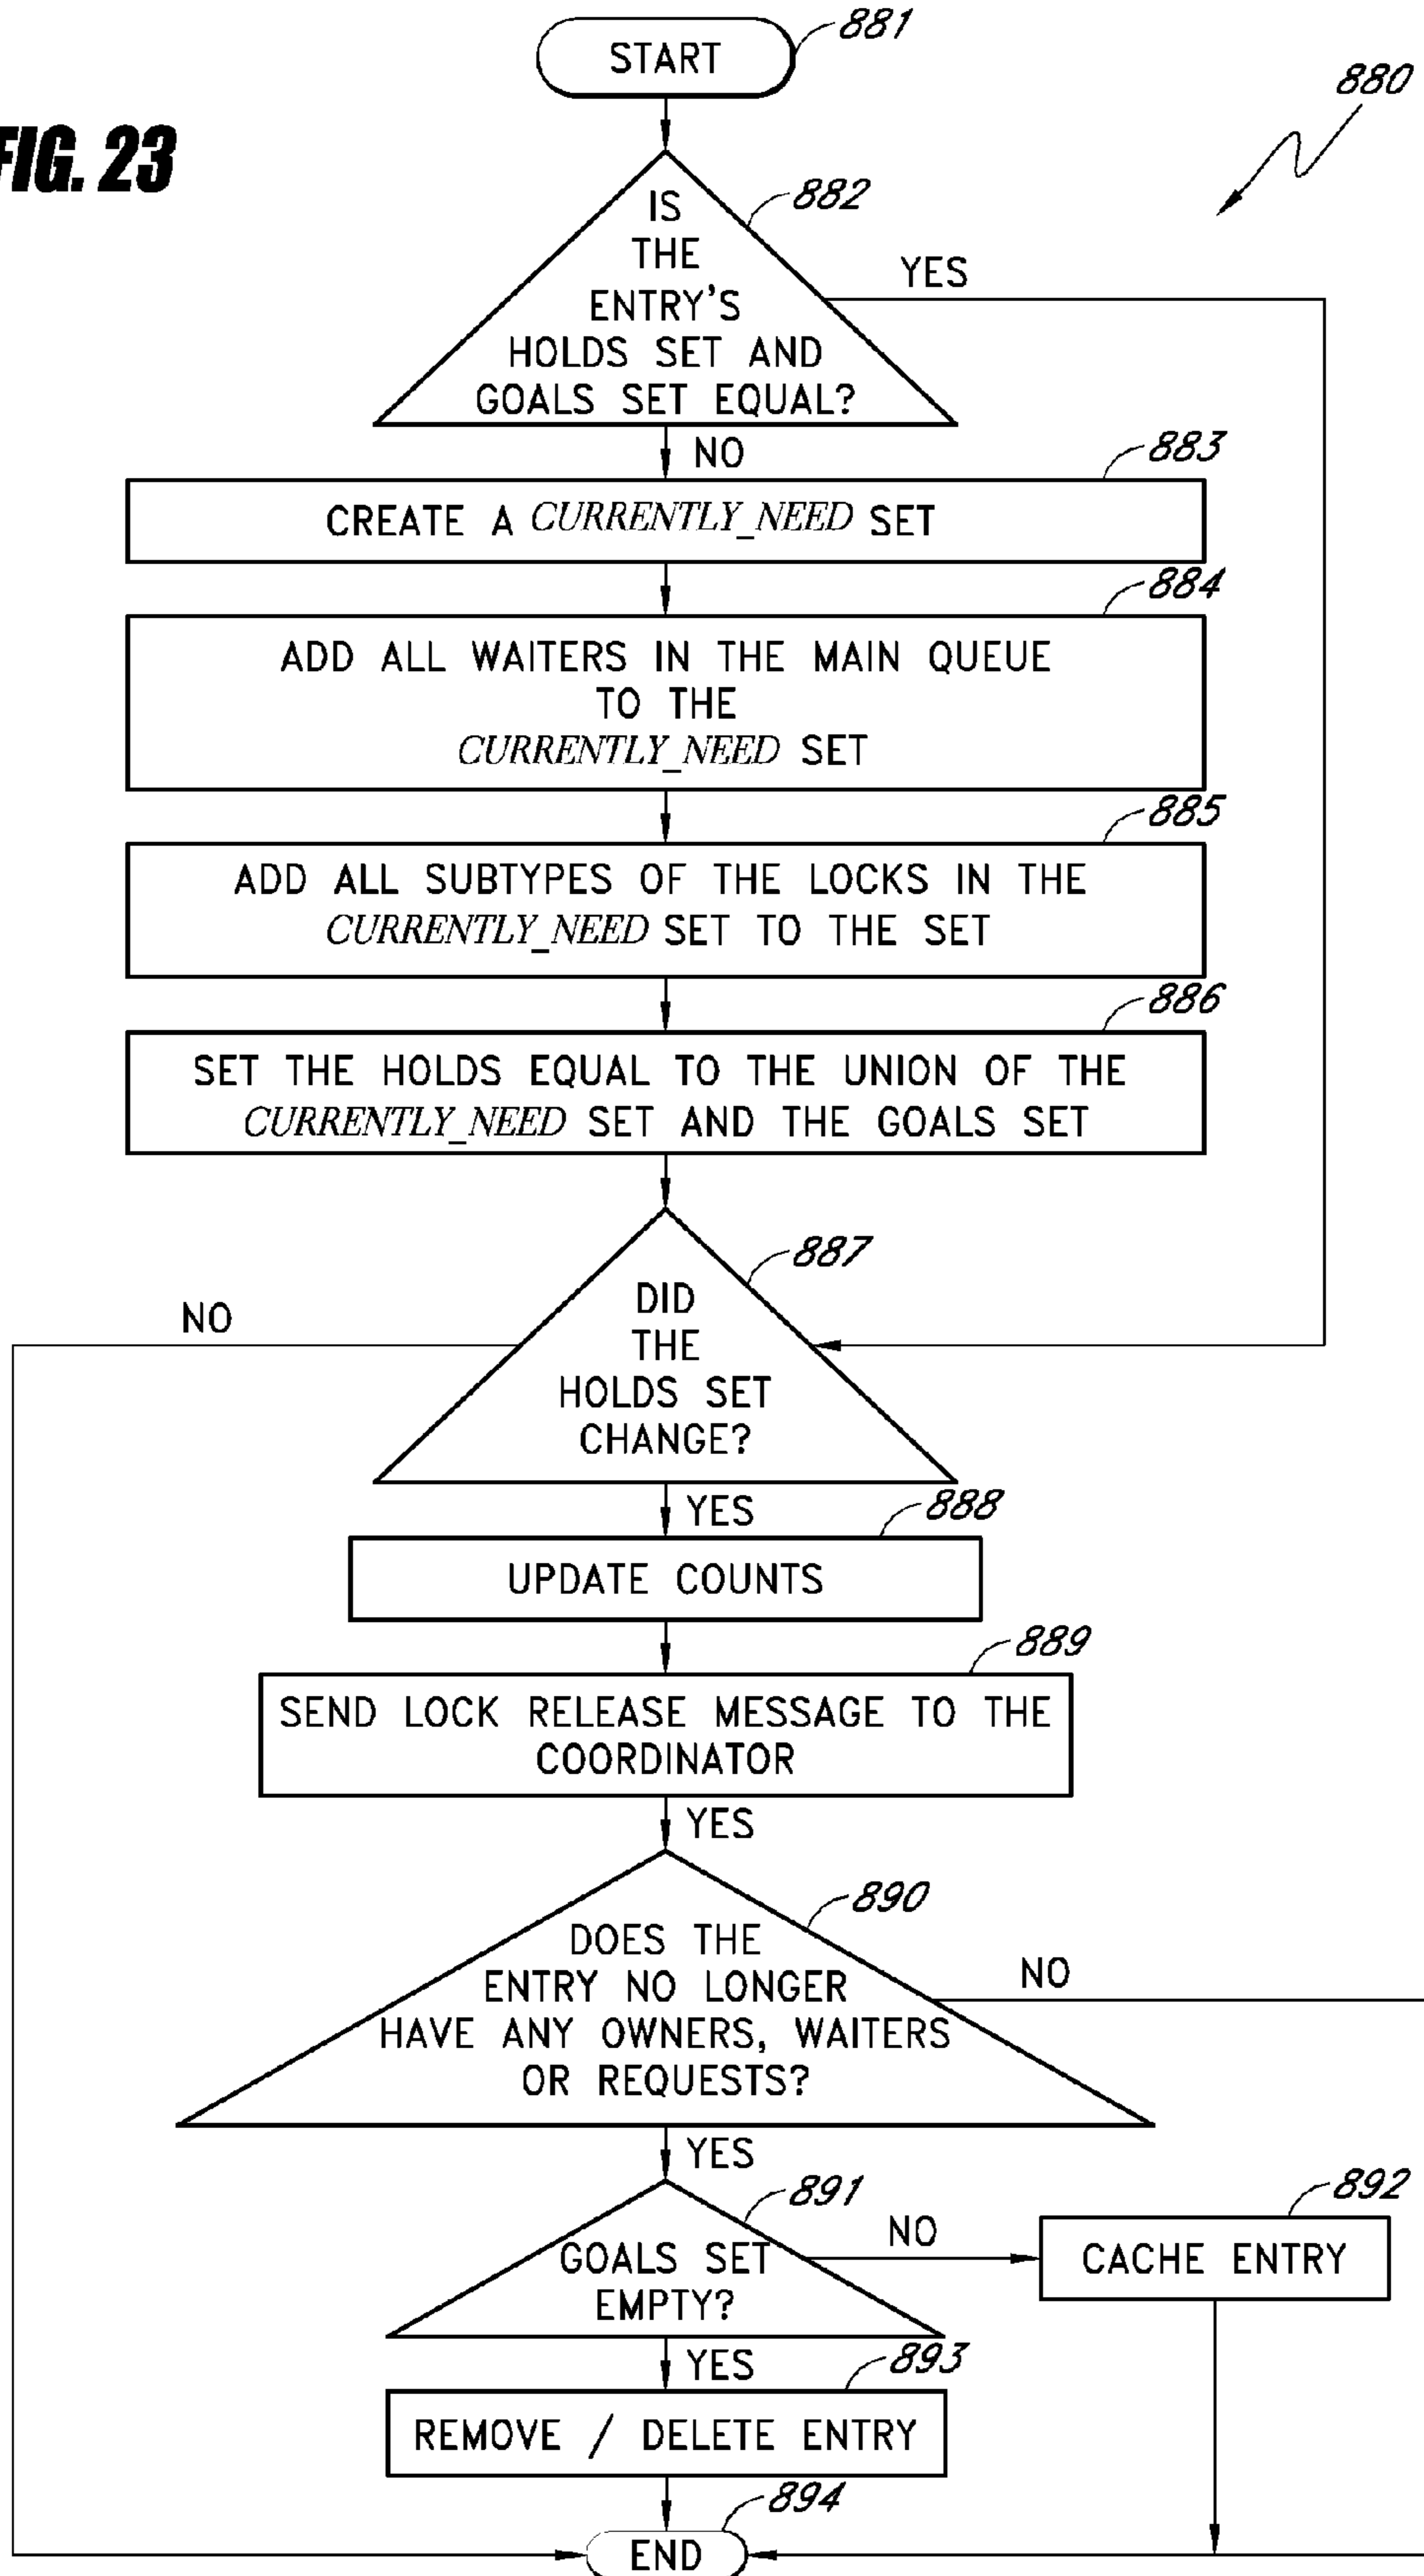 FIG. 23
START
881
880
882
IS
THE
ENTRY'S
HOLDS SET AND
GOALS SET EQUAL?
YES
NO
883
CREATE A CURRENTLY_NEED SET
884
ADD ALL WAITERS IN THE MAIN QUEUE
TO THE
CURRENTLY_NEED SET
885
ADD ALL SUBTYPES OF THE LOCKS IN THE
CURRENTLY_NEED SET TO THE SET
886
SET THE HOLDS EQUAL TO THE UNION OF THE
CURRENTLY_NEED SET AND THE GOALS SET
887
DID
THE
HOLDS SET
CHANGE?
NO
YES
888
UPDATE COUNTS
889
SEND LOCK RELEASE MESSAGE TO THE
COORDINATOR
YES
890
DOES THE
ENTRY NO LONGER
HAVE ANY OWNERS, WAITERS
OR REQUESTS?
NO
YES
891
GOALS SET
EMPTY?
NO
892
CACHE ENTRY
YES
893
REMOVE / DELETE ENTRY
894
END